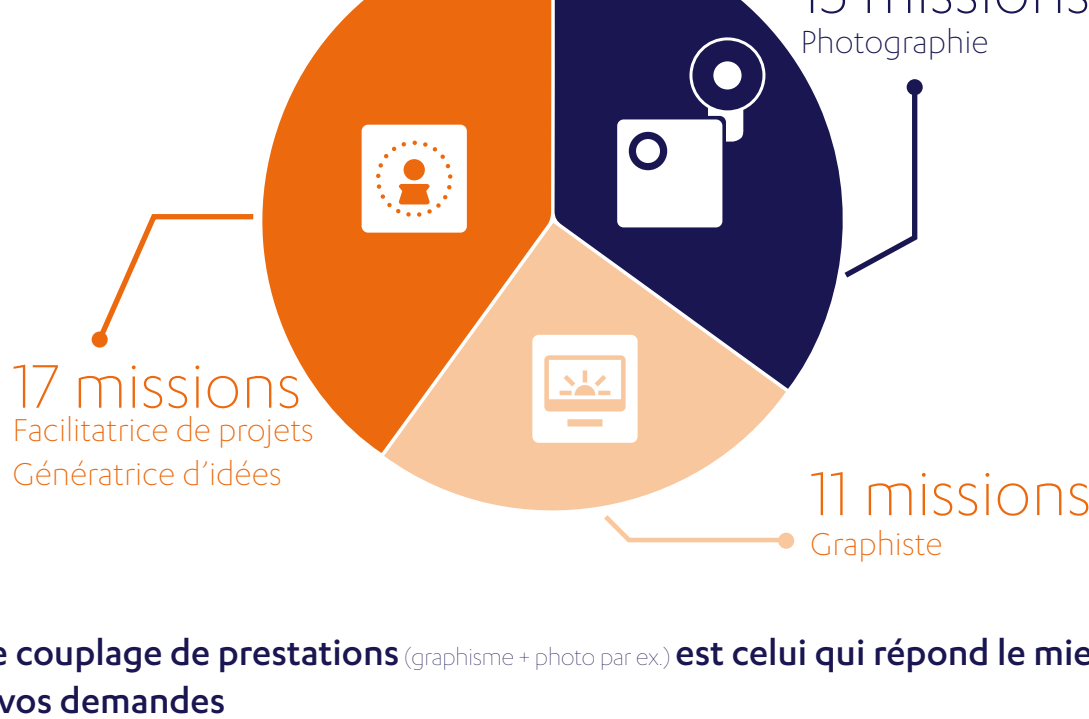 missions
Photographie
17 missions
Facilitatrice de projets
Génératrice d'idées
11 missions
Graphiste
couplage de prestations (graphisme + photo par ex.) est celui qui répond le
vos demandes